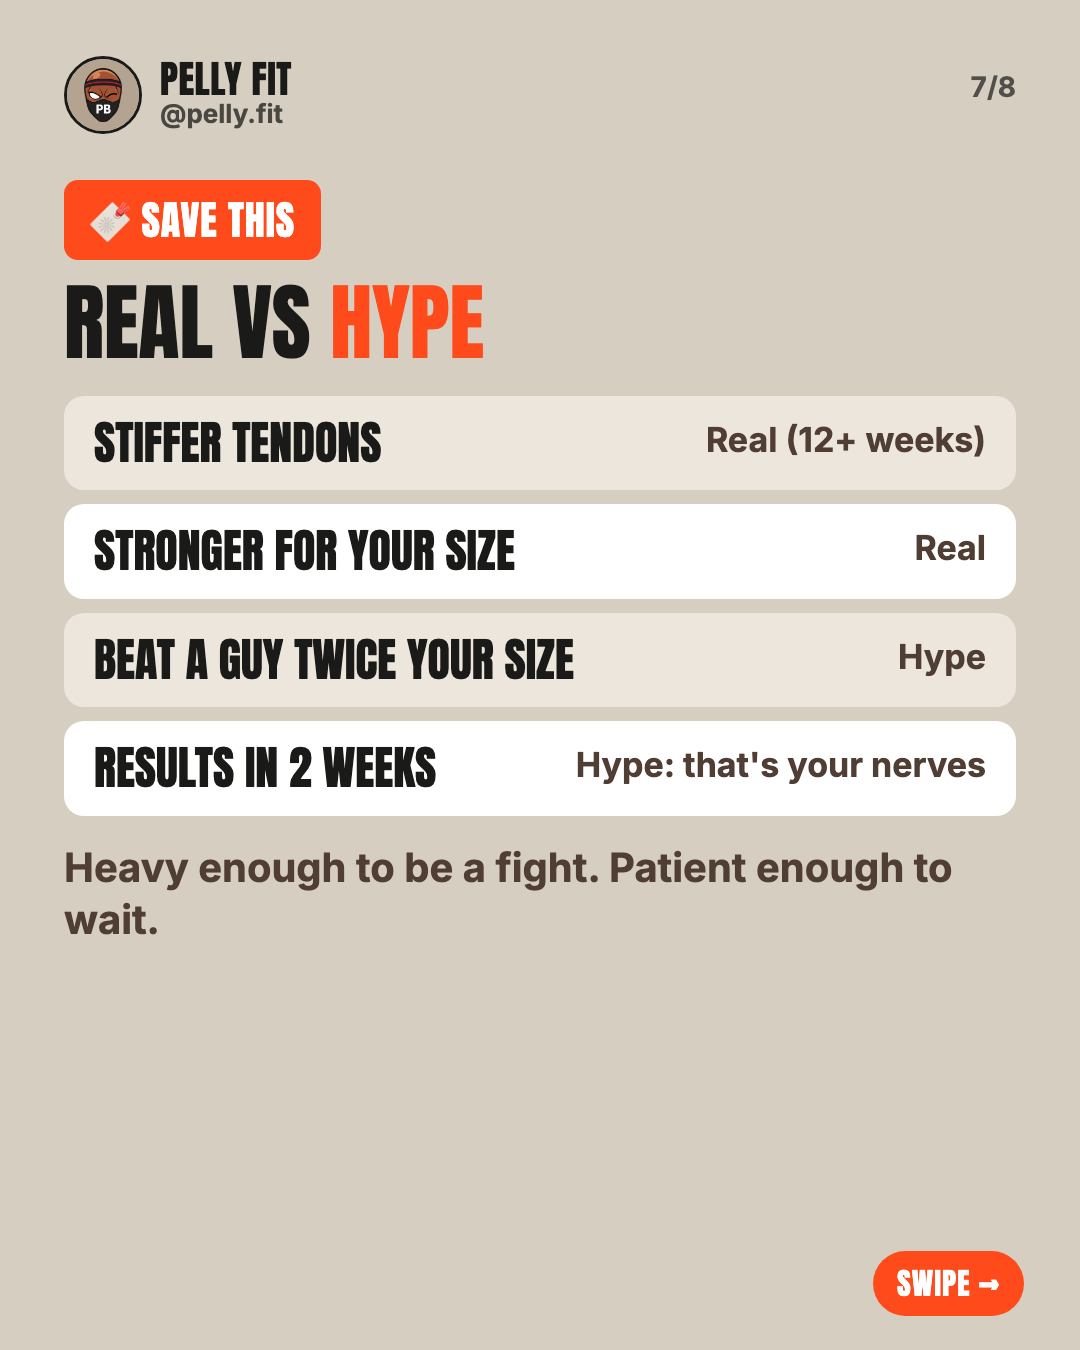 PELLY FIT
@pelly.fit
7/8
PB
SAVE THIS
REAL VS HYPE
STIFFER TENDONS Real (12+ weeks)
STRONGER FOR YOUR SIZE Real
BEAT A GUY TWICE YOUR SIZE Hype
RESULTS IN 2 WEEKS Hype: that's your nerves
Heavy enough to be a fight. Patient enough to
wait.
SWIPE →